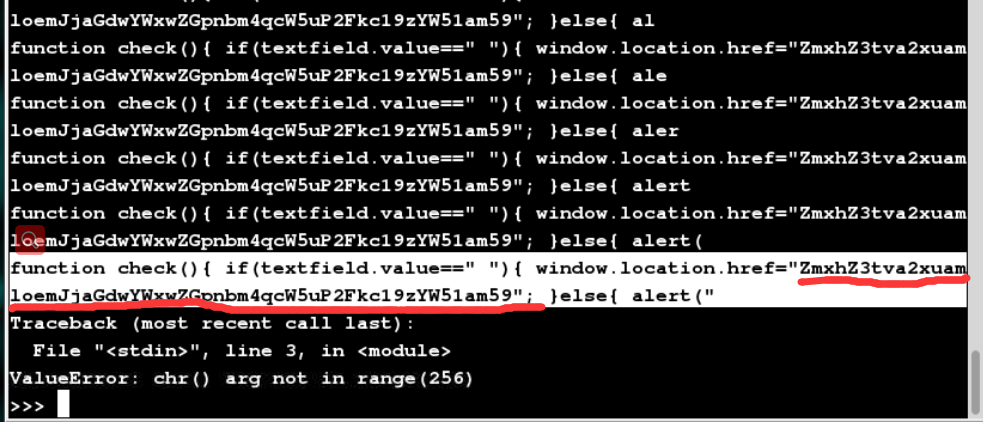 loemJjaGdwYWxwZGpnbm4qcW5uP2Fkc19zYW51am59"; }else{ al
function check(){ if(textfield.value==" "){ window.location.href="ZmxhZ3tva2xuam
loemJjaGdwYWxwZGpnbm4qcW5uP2Fkc19zYW51am59"; }else{ ale
function check(){ if(textfield.value==" "){ window.location.href="ZmxhZ3tva2xuam
loemJjaGdwYWxwZGpnbm4qcW5uP2Fkc19zYW51am59"; }else{ aler
function check(){ if(textfield.value==" "){ window.location.href="ZmxhZ3tva2xuam
loemJjaGdwYWxwZGpnbm4qcW5uP2Fkc19zYW51am59"; }else{ alert
function check(){ if(textfield.value==" "){ window.location.href="ZmxhZ3tva2xuam
loemJjaGdwYWxwZGpnbm4qcW5uP2Fkc19zYW51am59"; }else{ alert(
function check(){ if(textfield.value==" "){ window.location.href="ZmxhZ3tva2xuam
loemJjaGdwYWxwZGpnbm4qcW5uP2Fkc19zYW51am59"; }else{ alert("
Traceback (most recent call last):
  File "<stdin>", line 3, in <module>
ValueError: chr() arg not in range(256)
>>>